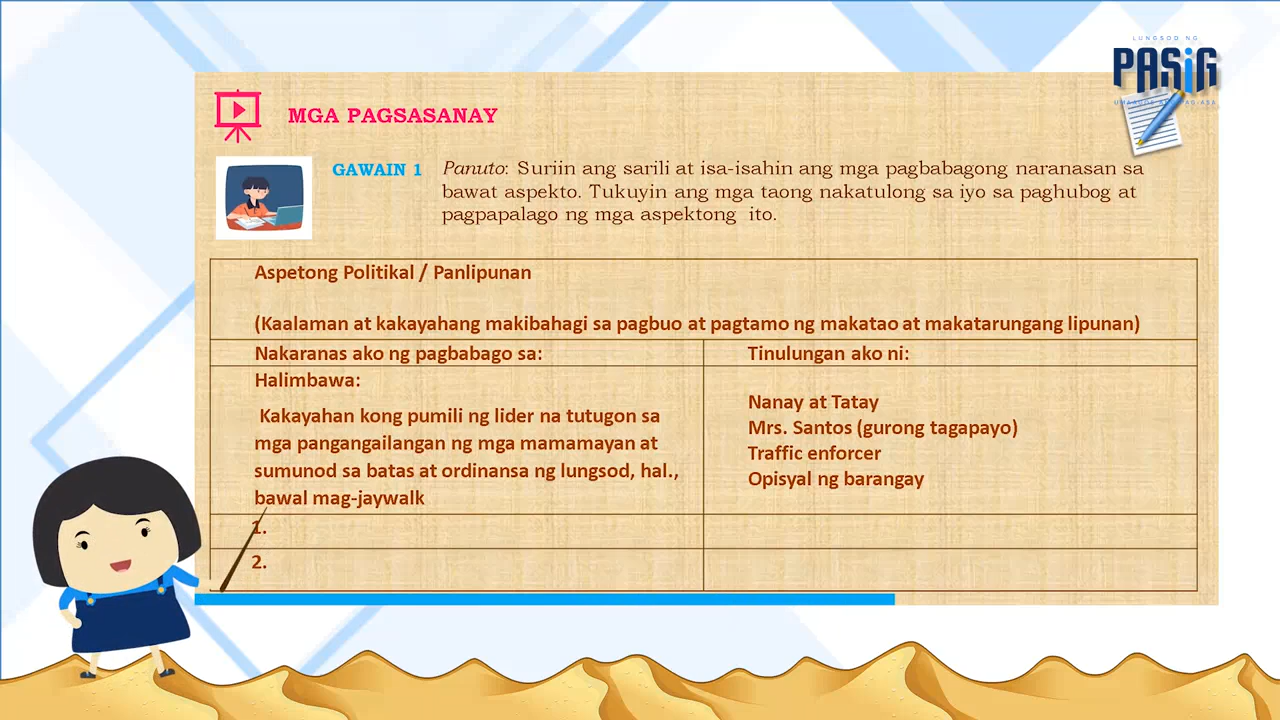 LUNGSOD NG
PASiG
MGA PAGSASANAY
GAWAIN 1
Panuto: Suriin ang sarili at isa-isahin ang mga pagbabagong naranasan sa
bawat aspekto. Tukuyin ang mga taong nakatulong sa iyo sa paghubog at
pagpapalago ng mga aspektong ito.
Aspetong Politikal / Panlipunan
(Kaalaman at kakayahang makibahagi sa pagbuo at pagtamo ng makatao at makatarungang lipunan)
Nakaranas ako ng pagbabago sa:
Tinulungan ako ni:
Halimbawa:
Kakayahan kong pumili ng lider na tutugon sa
mga pangangailangan ng mga mamamayan at
sumunod sa batas at ordinansa ng lungsod, hal.,
bawal mag-jaywalk
Nanay at Tatay
Mrs. Santos (gurong tagapayo)
Traffic enforcer
Opisyal ng barangay
1.
2.